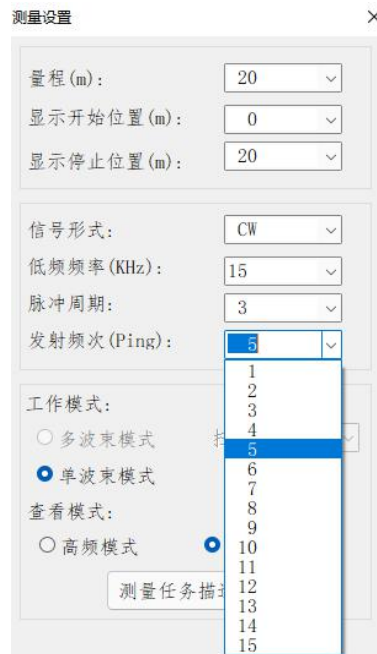 测量设置
量程(m): 20
显示开始位置(m): 0
显示停止位置(m): 20
信号形式: CW
低频频率(KHz): 15
脉冲周期: 3
发射频次(Ping): 5
1
2
3
4
5
6
7
8
9
10
11
12
13
14
15
工作模式:
多波束模式
单波束模式
查看模式:
高频模式
测量任务描